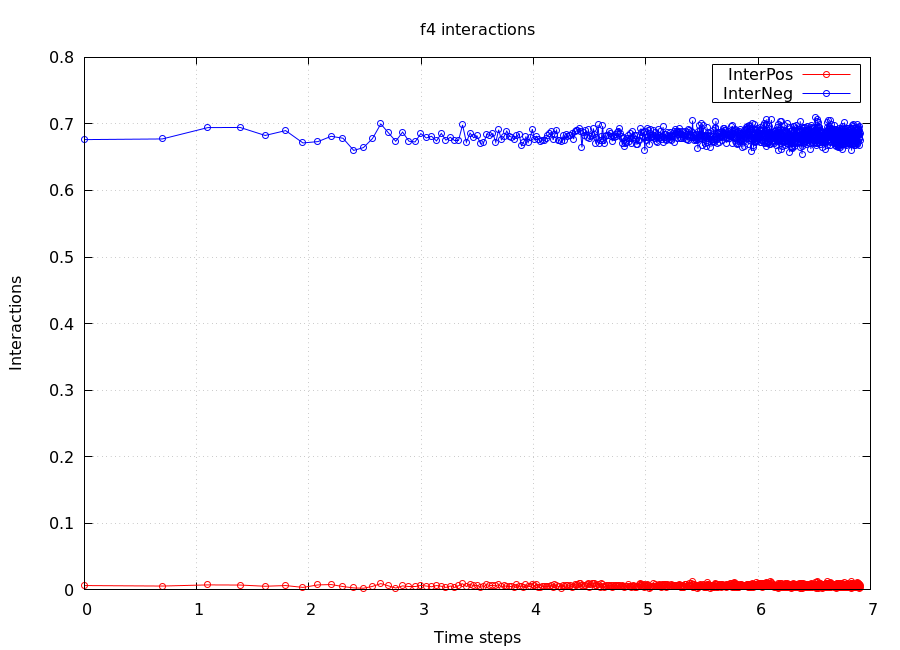 f4 interactions
0.8
0.7
0.6
0.5
0.4
0.3
0.2
0.1
0
InterPos
InterNeg
Interactions
0 1 2 3 4 5 6 7
Time steps